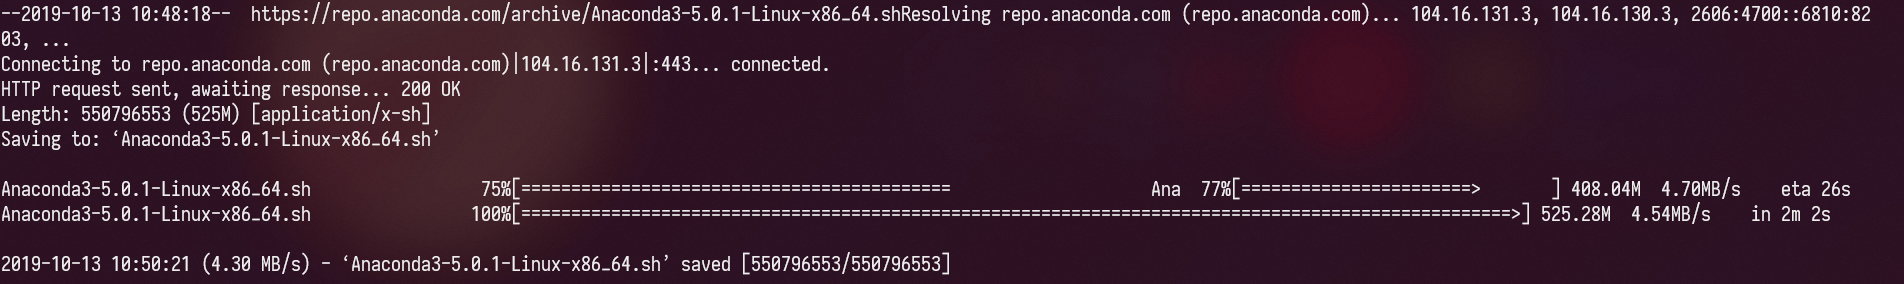 --2019-10-13 10:48:18--  https://repo.anaconda.com/archive/Anaconda3-5.0.1-Linux-x86_64.shResolving repo.anaconda.com (repo.anaconda.com)... 104.16.131.3, 104.16.130.3, 2606:4700::6810:82
03, ...
Connecting to repo.anaconda.com (repo.anaconda.com)|104.16.131.3|:443... connected.
HTTP request sent, awaiting response... 200 OK
Length: 550796553 (525M) [application/x-sh]
Saving to: ‘Anaconda3-5.0.1-Linux-x86_64.sh’
Anaconda3-5.0.1-Linux-x86_64.sh                 75%[===========================================                    Ana  77%[=======================>       ] 408.04M  4.70MB/s    eta 26s
Anaconda3-5.0.1-Linux-x86_64.sh                100%[===================================================================================================>] 525.28M  4.54MB/s    in 2m 2s
2019-10-13 10:50:21 (4.30 MB/s) - ‘Anaconda3-5.0.1-Linux-x86_64.sh’ saved [550796553/550796553]